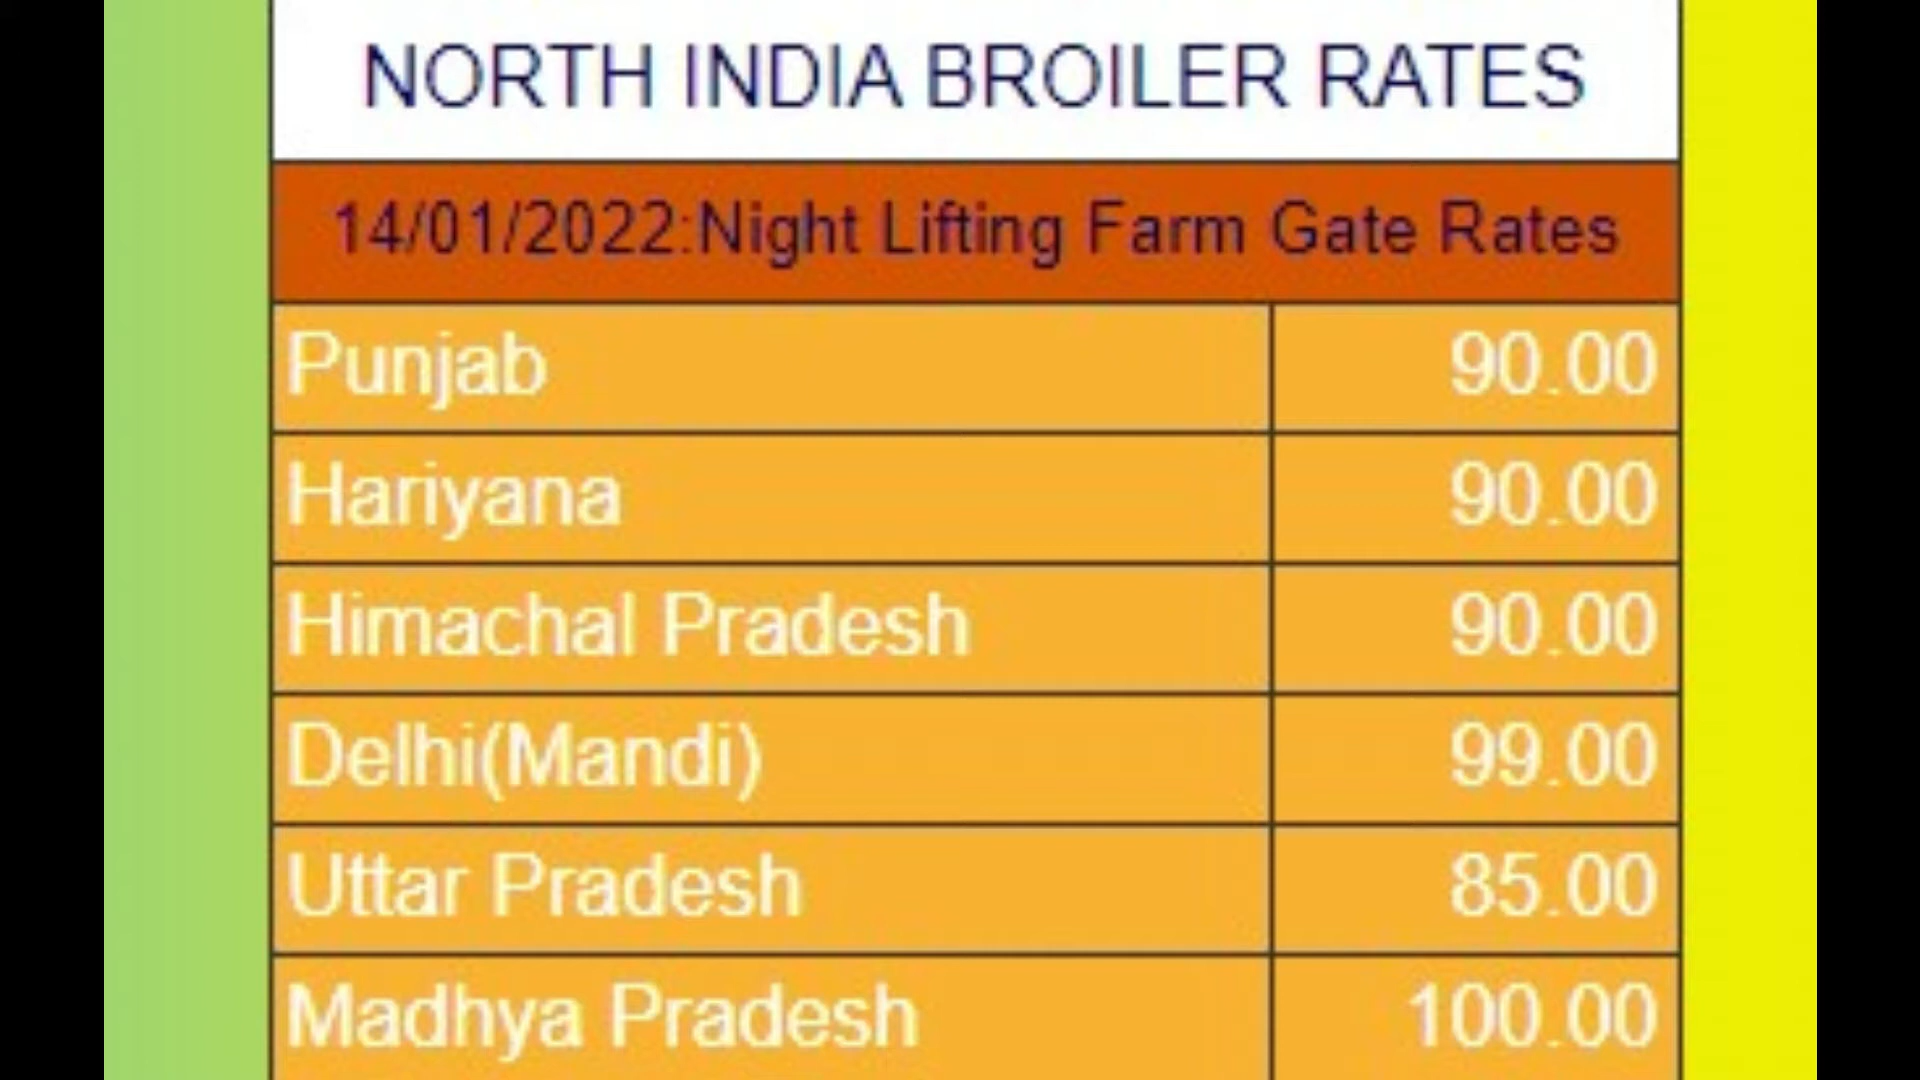 NORTH INDIA BROILER RATES
14/01/2022:Night Lifting Farm Gate Rates
Punjab 90.00
Hariyana 90.00
Himachal Pradesh 90.00
Delhi(Mandi) 99.00
Uttar Pradesh 85.00
Madhya Pradesh 100.00